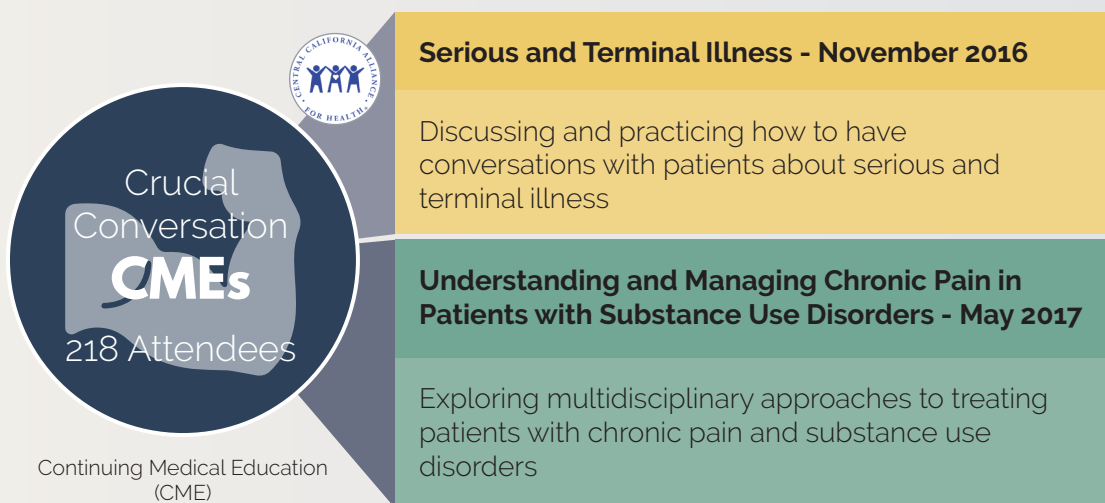 CENTRAL CALIFORNIA ALLIANCE
FOR HEALTH®
Crucial
Conversation
CMEs
218 Attendees
Continuing Medical Education
(CME)
Serious and Terminal Illness - November 2016
Discussing and practicing how to have
conversations with patients about serious and
terminal illness
Understanding and Managing Chronic Pain in
Patients with Substance Use Disorders - May 2017
Exploring multidisciplinary approaches to treating
patients with chronic pain and substance use
disorders